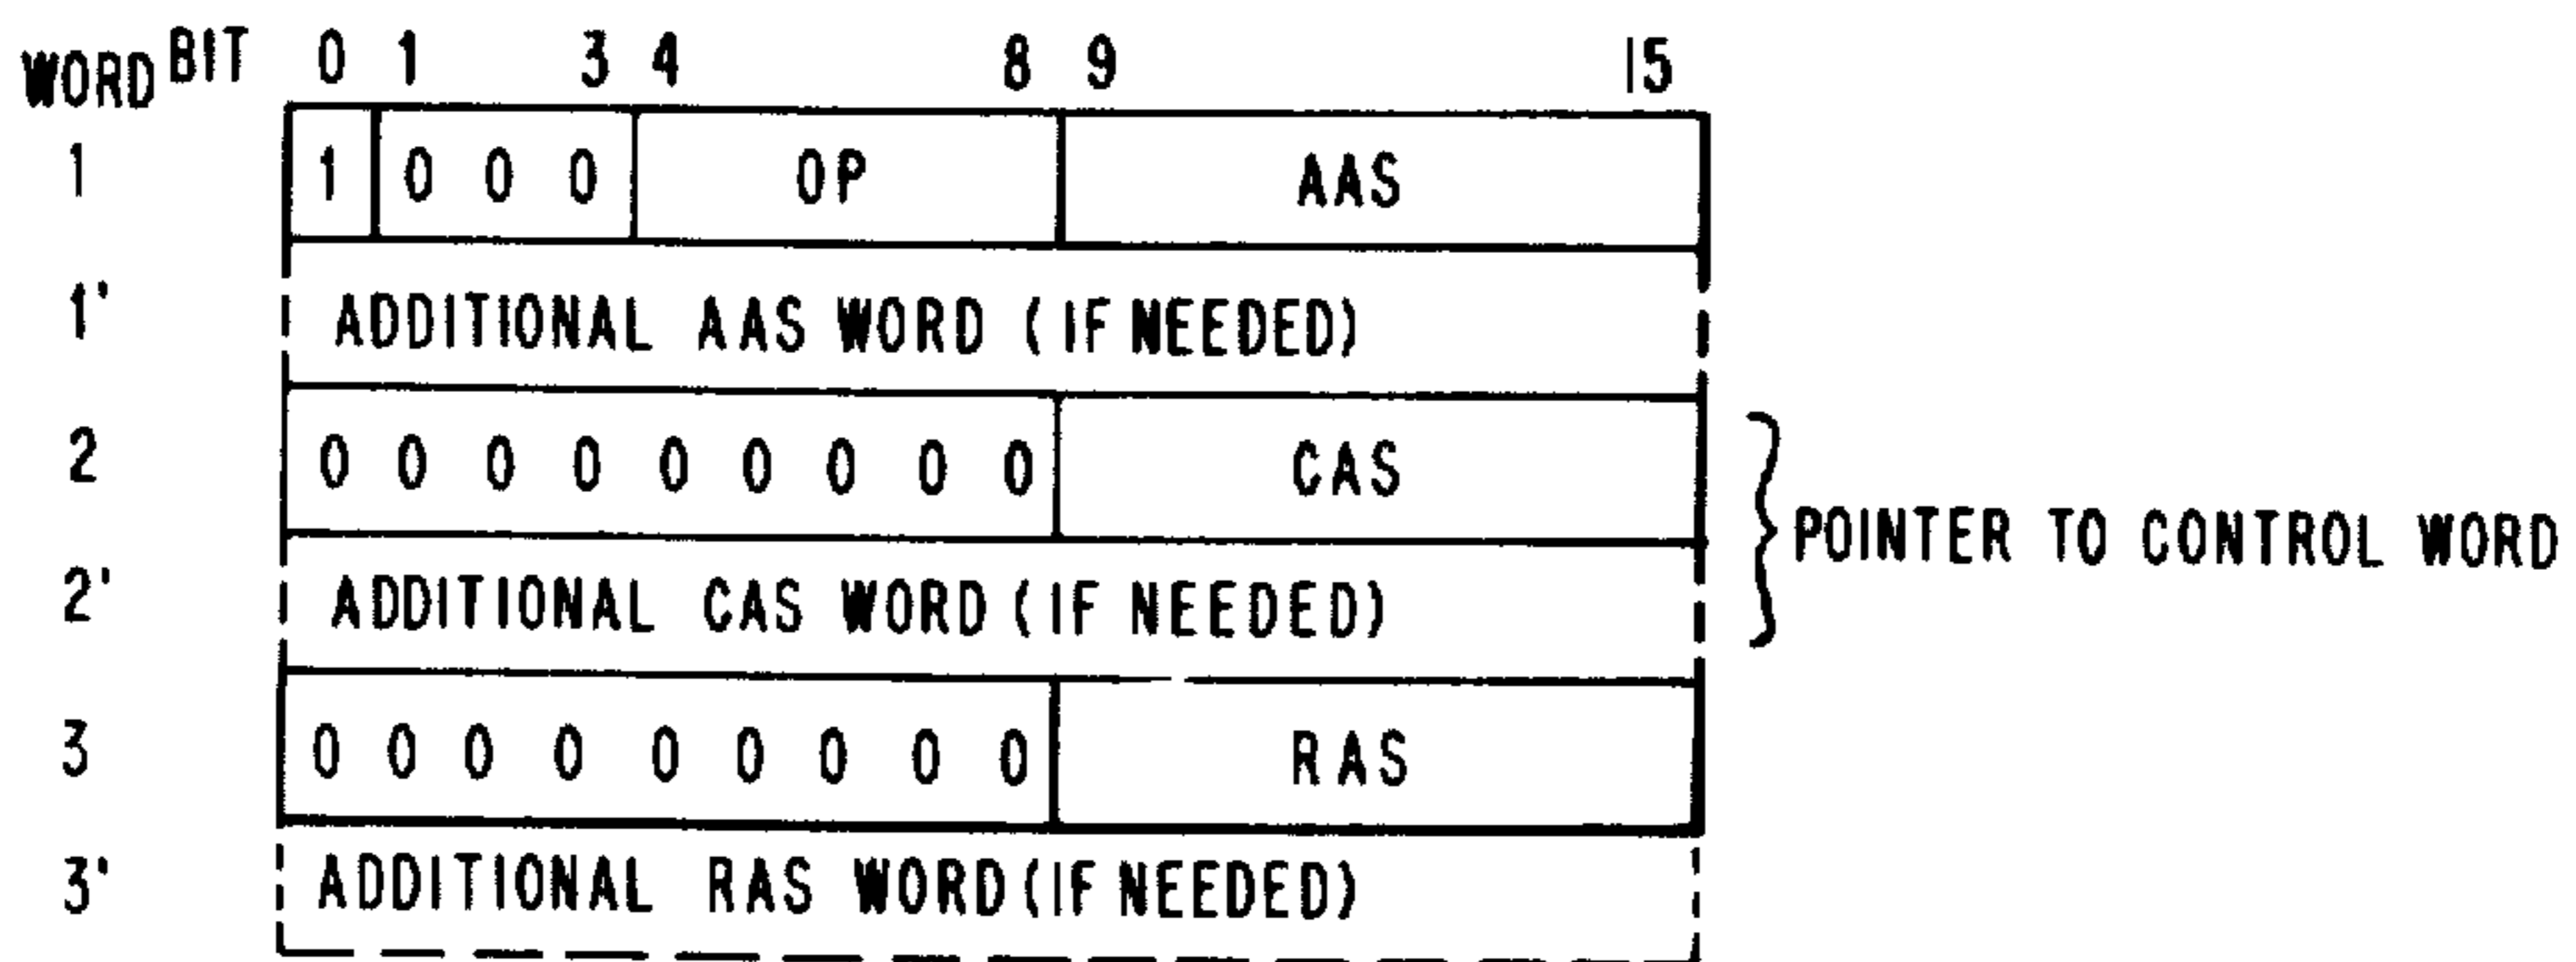 WORD BIT 0 1 3 4 8 9 15
1 1 0 0 0 OP AAS
1' ADDITIONAL AAS WORD (IF NEEDED)
2 0 0 0 0 0 0 0 0 0 CAS
POINTER TO CONTROL WORD
2' ADDITIONAL CAS WORD (IF NEEDED)
3 0 0 0 0 0 0 0 0 0 RAS
3' ADDITIONAL RAS WORD (IF NEEDED)